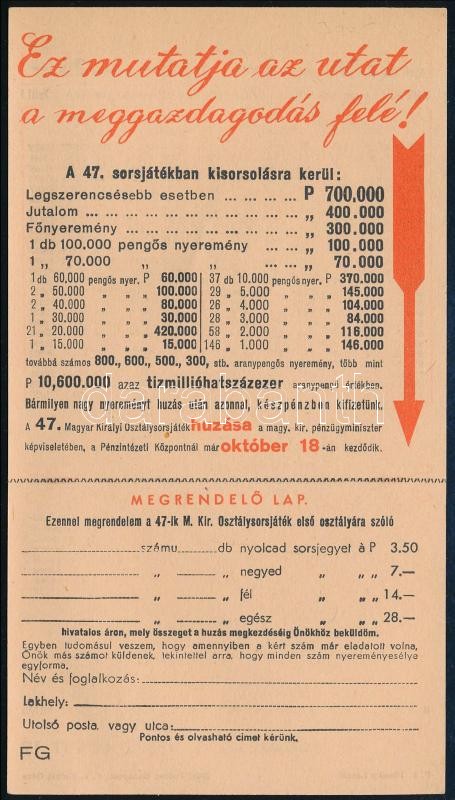 Ez mutatja az utat
a meggazdagodás felé!
A 47. sorsjátékban kisorsolásra kerül:
Legszerencsésebb esetben ... ... ... ... P 700,000
Jutalom ... ... ... ... ... ... ... ... ... „ 400.000
Főnyeremény ... ... ... ... ... ... ... „ 300.000
1 db 100,000 pengős nyeremény ... ... „ 100.000
1 „ 70.000 „ „ ... ... „ 70.000
1 db 60,000 pengős nyer. P 60.000 37 db 10.000 pengős nyer. P 370.000
2 „ 50.000 „ „ „ 100.000 29 „ 5.000 „ „ „ 145.000
2 „ 40.000 „ „ „ 80.000 26 „ 4.000 „ „ „ 104.000
1 „ 30.000 „ „ „ 30.000 28 „ 3.000 „ „ „ 84.000
21 „ 20.000 „ „ „ 420.000 58 „ 2.000 „ „ „ 116.000
1 „ 15.000 „ „ „ 15.000 146 „ 1.000 „ „ „ 146.000
továbbá számos 800., 600., 500., 300, stb. aranypengős nyeremény, több mint
P 10,600.000 azaz tizmillióhatszázezer aranypengő értékben.
Bármilyen nagy nyereményt huzás után azonnal, készpénzben kifizetünk.
A 47. Magyar Királyi Osztálysorsjáték huzása a magy. kir. pénzügyminiszter
képviseletében, a Pénzintézeti Központnál már október 18-án kezdődik.
darabanth
MEGRENDELŐ LAP.
Ezennel megrendelem a 47-ik M. Kir. Osztálysorsjáték első osztályára szóló
számu db nyolcad sorsjegyet à P 3.50
„ „ negyed „ „ „ 7.—
„ „ fél „ „ „ 14.—
„ „ egész „ „ „ 28.—
hivatalos áron, mely összeget a huzás megkezdéséig Önökhöz beküldöm.
Egyben tudomásul veszem, hogy amennyiben a kért szám már eladatott volna,
Önök más számot küldenek, tekintettel arra, hogy minden szám nyereményesélye
egyforma.
Név és foglalkozás:
Lakhely:
Utolsó posta, vagy utca:
Pontos és olvasható cimet kérünk.
FG